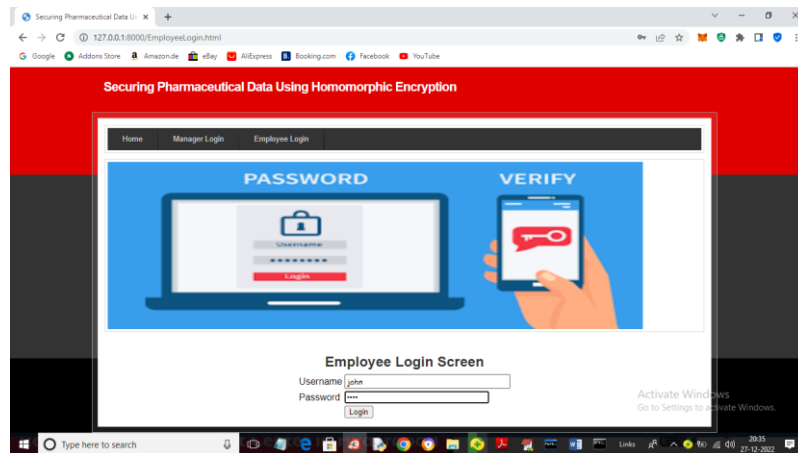 Securing Pharmaceutical Data U
127.0.0.1:8000/EmployeeLogin.html
Google Addons Store Amazon.de eBay AliExpress Booking.com Facebook YouTube
Securing Pharmaceutical Data Using Homomorphic Encryption
Home Manager Login Employee Login
PASSWORD VERIFY
Username
Login
Employee Login Screen
Username john
Password ••••
Login
Activate Windows
Go to Settings to activate Windows.
Type here to search
Links
20:35
27-12-2022